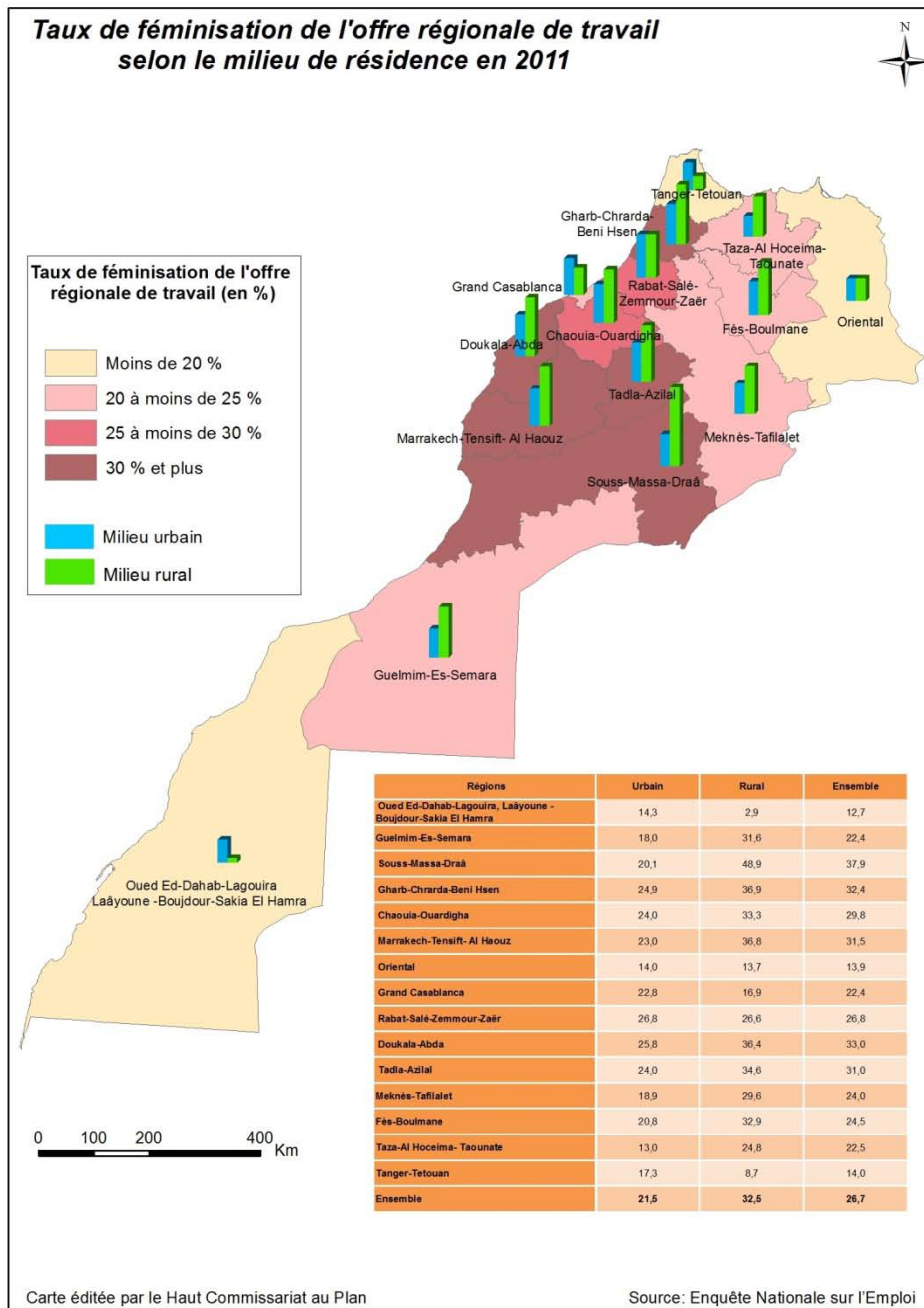 Taux de féminisation de l'offre régionale de travail
selon le milieu de résidence en 2011
N
Taux de féminisation de l'offre
régionale de travail (en %)
Moins de 20 %
20 à moins de 25 %
25 à moins de 30 %
30 % et plus
Milieu urbain
Milieu rural
Tanger-Tetouan
Gharb-Chrarda-
Beni Hsen
Taza-Al Hoceima-
Taounate
Grand Casablanca
Rabat-Salé-
Zemmour-Zaër
Fès-Boulmane
Oriental
Chaouia-Ouardigha
Doukala-Abda
Tadla-Azilal
Marrakech-Tensift- Al Haouz
Meknès-Tafilalet
Souss-Massa-Draâ
Guelmim-Es-Semara
Oued Ed-Dahab-Lagouira
Laâyoune -Boujdour-Sakia El Hamra
Régions Urbain Rural Ensemble
Oued Ed-Dahab-Lagouira, Laâyoune -
Boujdour-Sakia El Hamra 14,3 2,9 12,7
Guelmim-Es-Semara 18,0 31,6 22,4
Souss-Massa-Draâ 20,1 48,9 37,9
Gharb-Chrarda-Beni Hsen 24,9 36,9 32,4
Chaouia-Ouardigha 24,0 33,3 29,8
Marrakech-Tensift- Al Haouz 23,0 36,8 31,5
Oriental 14,0 13,7 13,9
Grand Casablanca 22,8 16,9 22,4
Rabat-Salé-Zemmour-Zaër 26,8 26,6 26,8
Doukala-Abda 25,8 36,4 33,0
Tadla-Azilal 24,0 34,6 31,0
Meknès-Tafilalet 18,9 29,6 24,0
Fès-Boulmane 20,8 32,9 24,5
Taza-Al Hoceima- Taounate 13,0 24,8 22,5
Tanger-Tetouan 17,3 8,7 14,0
Ensemble 21,5 32,5 26,7
0 100 200 400
Km
Carte éditée par le Haut Commissariat au Plan
Source: Enquête Nationale sur l'Emploi